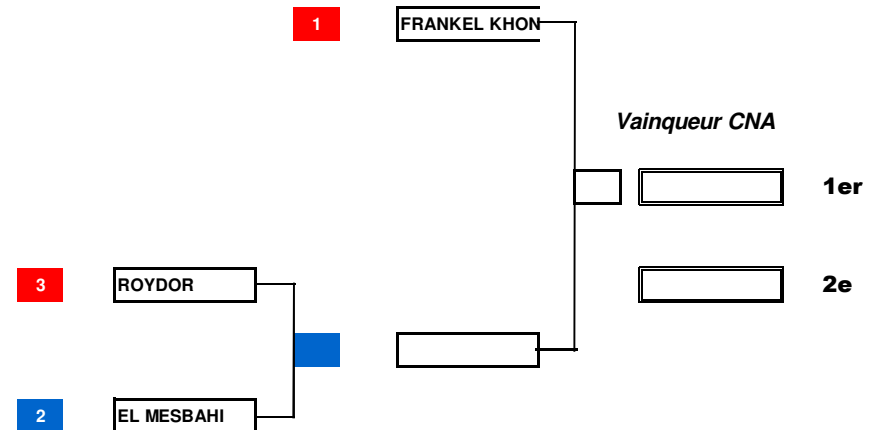 1 FRANKEL KHON
Vainqueur CNA
1er
3 ROYDOR
2e
2 EL MESBAHI